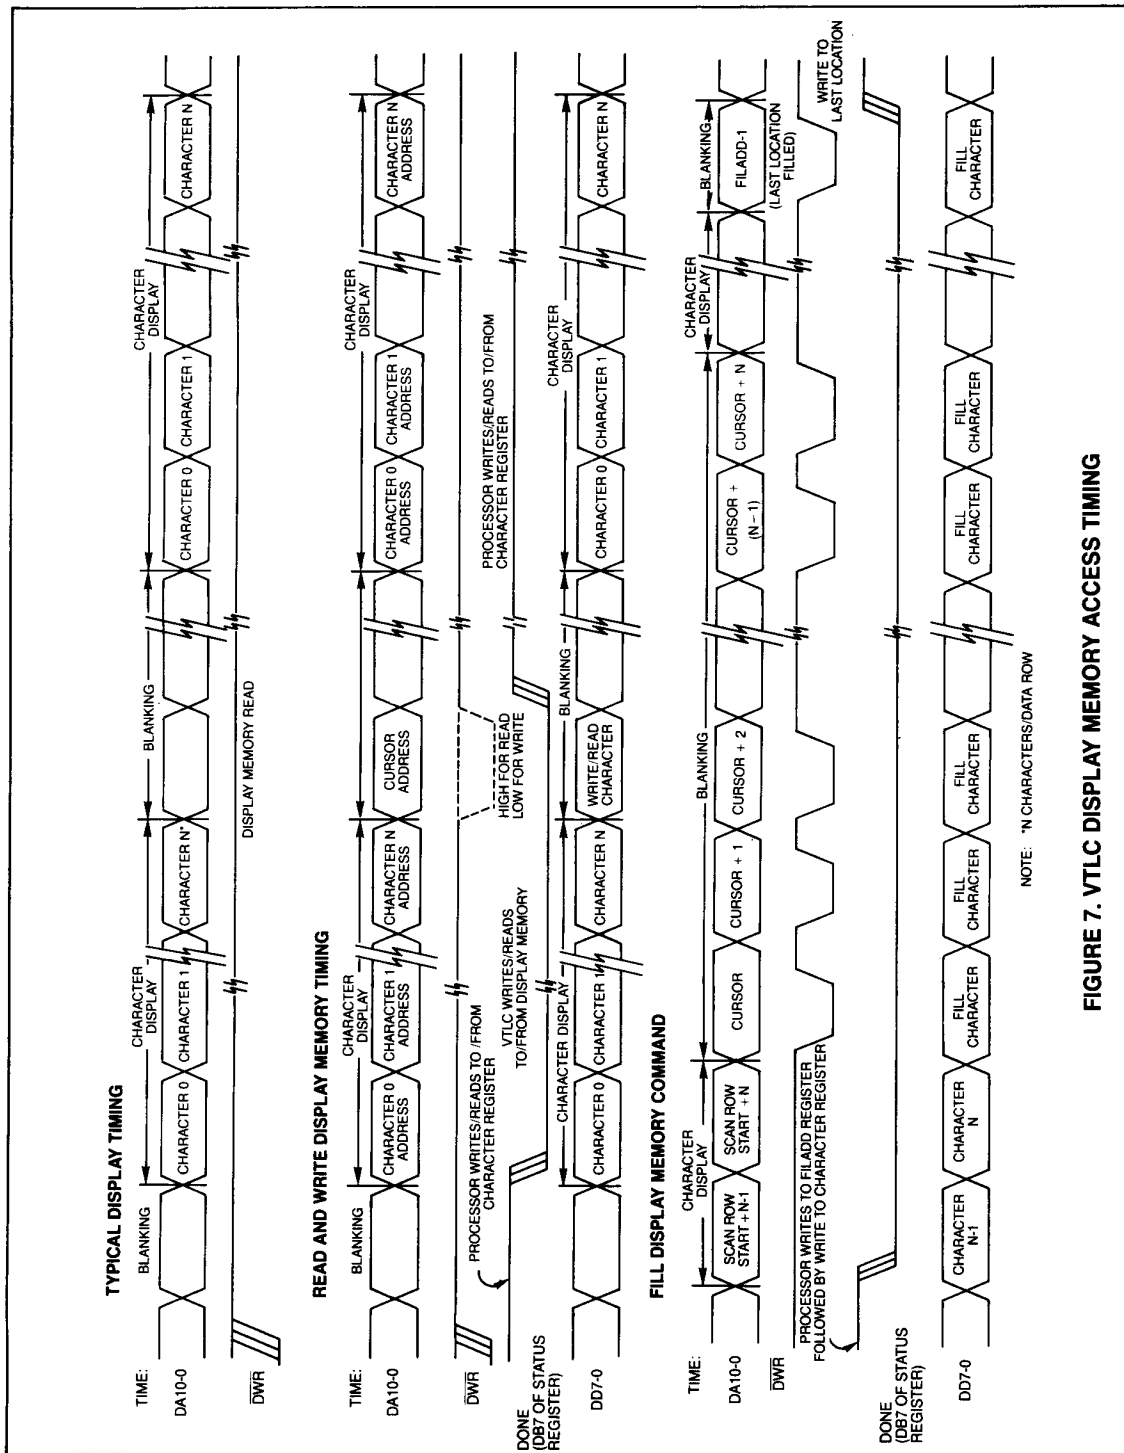 TYPICAL DISPLAY TIMING
TIME:
BLANKING
CHARACTER
DISPLAY
BLANKING
CHARACTER
DISPLAY
DA10-0
CHARACTER 0
CHARACTER 1
CHARACTER N*
CHARACTER 0
CHARACTER 1
CHARACTER N
DWR
DISPLAY MEMORY READ
READ AND WRITE DISPLAY MEMORY TIMING
TIME:
BLANKING
CHARACTER
DISPLAY
BLANKING
CHARACTER
DISPLAY
DA10-0
CHARACTER 0
ADDRESS
CHARACTER 1
ADDRESS
CHARACTER N
ADDRESS
CURSOR
ADDRESS
CHARACTER 0
ADDRESS
CHARACTER 1
ADDRESS
CHARACTER N
ADDRESS
DWR
PROCESSOR WRITES/READS TO /FROM
CHARACTER REGISTER
HIGH FOR READ
LOW FOR WRITE
PROCESSOR WRITES/READS TO/FROM
CHARACTER REGISTER
DONE
(DB7 OF STATUS
REGISTER)
VTLC WRITES/READS
TO/FROM DISPLAY MEMORY
CHARACTER DISPLAY
BLANKING
CHARACTER
DISPLAY
DD7-0
CHARACTER 0
CHARACTER 1
CHARACTER N
WRITE/READ
CHARACTER
CHARACTER 0
CHARACTER 1
CHARACTER N
FILL DISPLAY MEMORY COMMAND
TIME:
CHARACTER
DISPLAY
BLANKING
CHARACTER
DISPLAY
BLANKING
DA10-0
SCAN ROW
START + N-1
SCAN ROW
START + N
CURSOR
CURSOR + 1
CURSOR + 2
CURSOR +
(N - 1)
CURSOR + N
FILADD-1
(LAST LOCATION
FILLED)
DWR
PROCESSOR WRITES TO FILADD REGISTER
FOLLOWED BY WRITE TO CHARACTER REGISTER
WRITE TO
LAST LOCATION
DONE
(DB7 OF STATUS
REGISTER)
DD7-0
CHARACTER
N-1
CHARACTER
N
FILL
CHARACTER
FILL
CHARACTER
FILL
CHARACTER
FILL
CHARACTER
FILL
CHARACTER
FILL
CHARACTER
NOTE: *N CHARACTERS/DATA ROW
FIGURE 7. VTLC DISPLAY MEMORY ACCESS TIMING